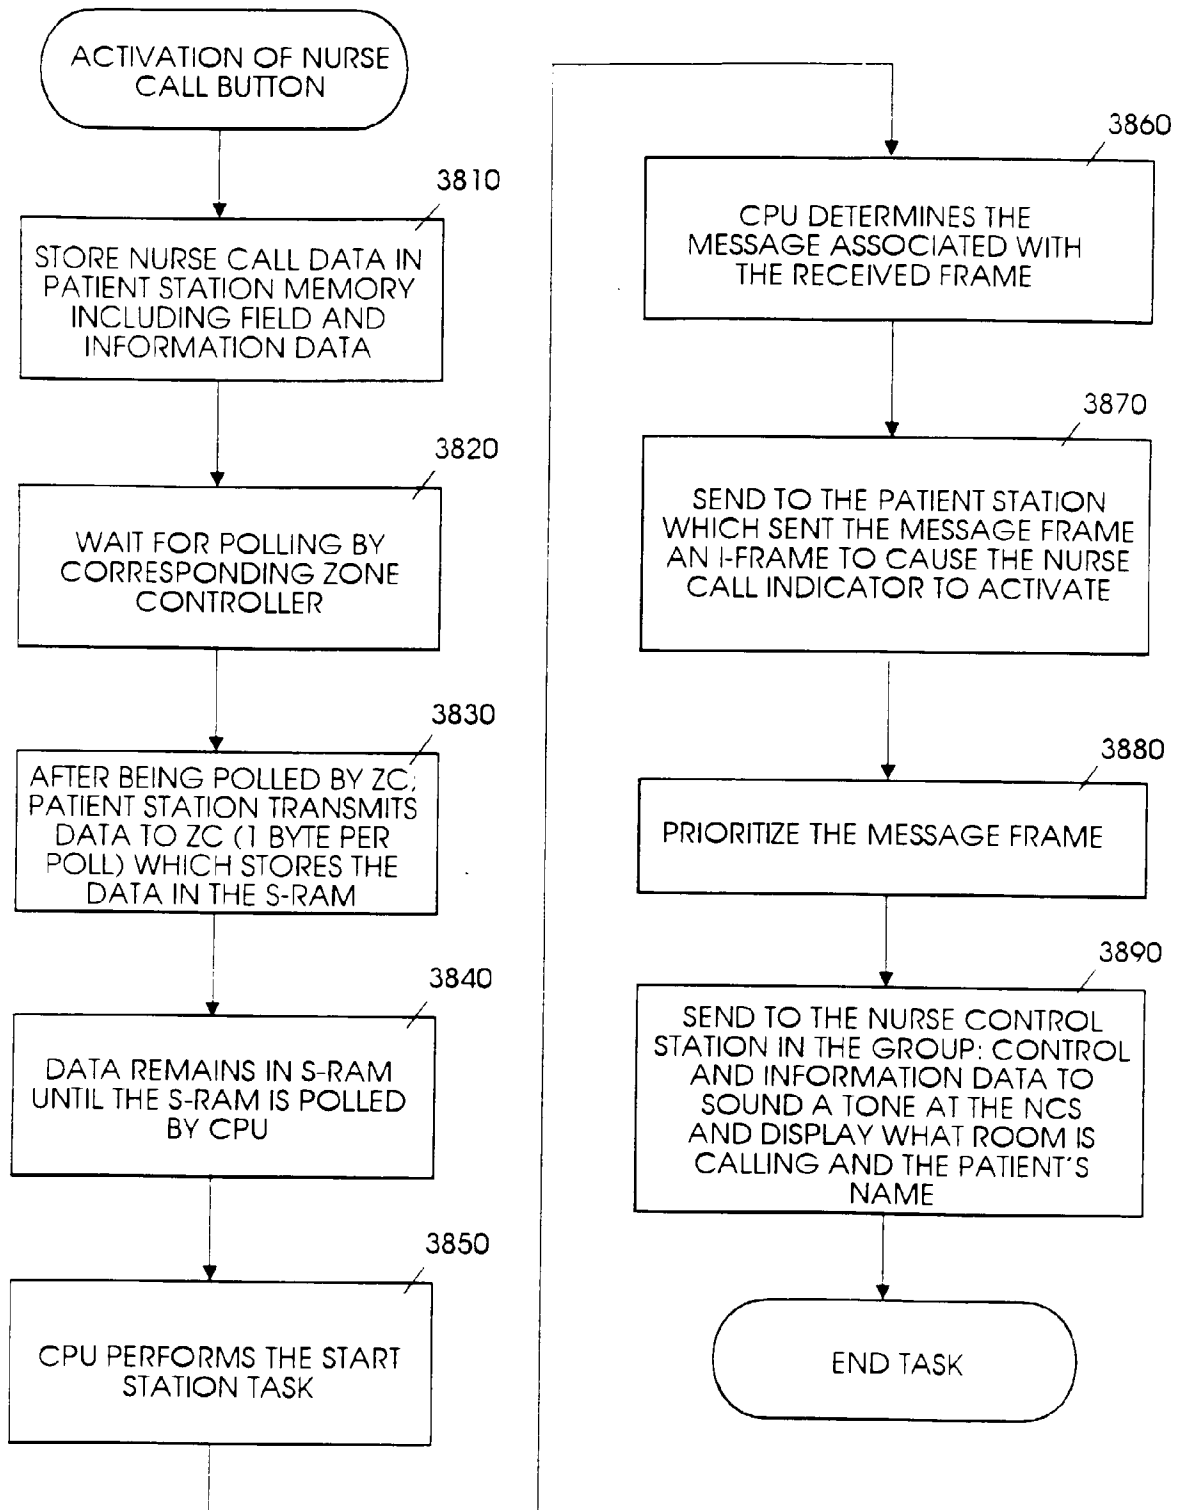 ACTIVATION OF NURSE
CALL BUTTON
3810
STORE NURSE CALL DATA IN
PATIENT STATION MEMORY
INCLUDING FIELD AND
INFORMATION DATA
3820
WAIT FOR POLLING BY
CORRESPONDING ZONE
CONTROLLER
3830
AFTER BEING POLLED BY ZC;
PATIENT STATION TRANSMITS
DATA TO ZC (1 BYTE PER
POLL) WHICH STORES THE
DATA IN THE S-RAM
3840
DATA REMAINS IN S-RAM
UNTIL THE S-RAM IS POLLED
BY CPU
3850
CPU PERFORMS THE START
STATION TASK
3860
CPU DETERMINES THE
MESSAGE ASSOCIATED WITH
THE RECEIVED FRAME
3870
SEND TO THE PATIENT STATION
WHICH SENT THE MESSAGE FRAME
AN I-FRAME TO CAUSE THE NURSE
CALL INDICATOR TO ACTIVATE
3880
PRIORITIZE THE MESSAGE FRAME
3890
SEND TO THE NURSE CONTROL
STATION IN THE GROUP: CONTROL
AND INFORMATION DATA TO
SOUND A TONE AT THE NCS
AND DISPLAY WHAT ROOM IS
CALLING AND THE PATIENT'S
NAME
END TASK